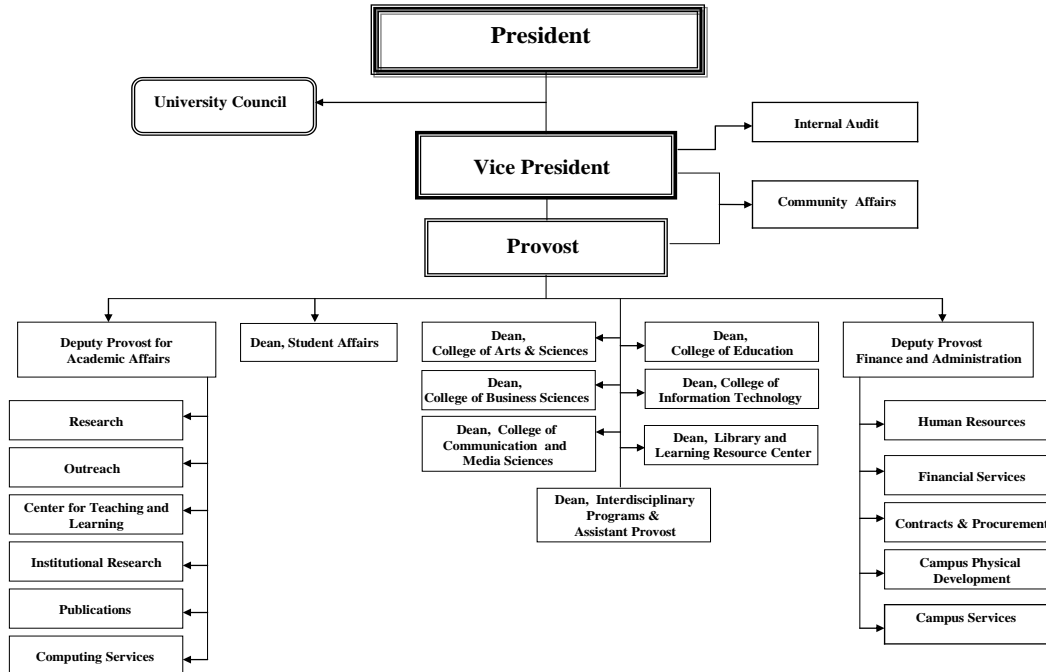 President
University Council
Internal Audit
Vice President
Community Affairs
Provost
Deputy Provost for
Academic Affairs
Dean, Student Affairs
Dean,
College of Arts & Sciences
Dean,
College of Education
Deputy Provost
Finance and Administration
Dean,
College of Business Sciences
Dean, College of
Information Technology
Dean, College of
Communication and
Media Sciences
Dean, Library and
Learning Resource Center
Dean, Interdisciplinary
Programs &
Assistant Provost
Research
Outreach
Center for Teaching and
Learning
Institutional Research
Publications
Computing Services
Human Resources
Financial Services
Contracts & Procurement
Campus Physical
Development
Campus Services